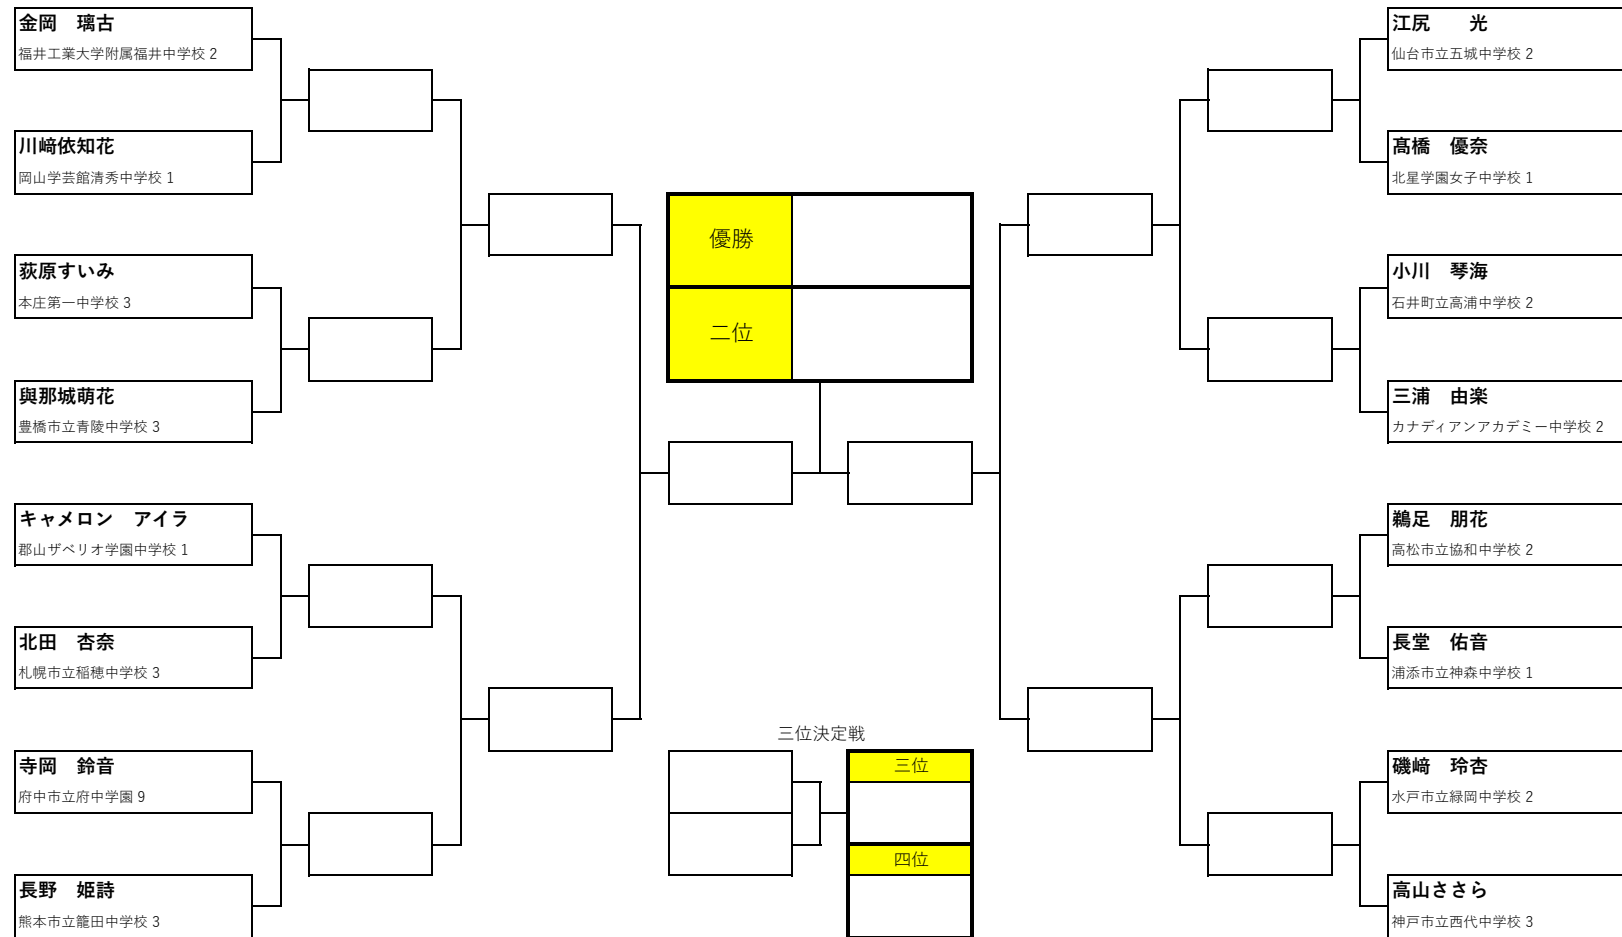 金岡　璃古
福井工業大学附属福井中学校 2
川﨑依知花
岡山学芸館清秀中学校 1
荻原すいみ
本庄第一中学校 3
與那城萌花
豊橋市立青陵中学校 3
キャメロン　アイラ
郡山ザベリオ学園中学校 1
北田　杏奈
札幌市立稲穂中学校 3
寺岡　鈴音
府中市立府中学園 9
長野　姫詩
熊本市立龍田中学校 3
優勝
二位
三位決定戦
三位
四位
江尻　　光
仙台市立五城中学校 2
髙橋　優奈
北星学園女子中学校 1
小川　琴海
石井町立高浦中学校 2
三浦　由楽
カナディアンアカデミー中学校 2
鵜足　朋花
高松市立協和中学校 2
長堂　佑音
浦添市立神森中学校 1
磯﨑　玲杏
水戸市立緑岡中学校 2
高山ささら
神戸市立西代中学校 3